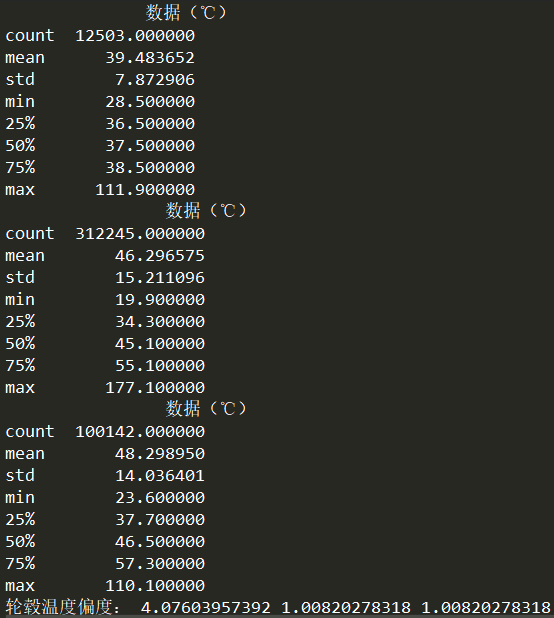 数据（℃）
count  12503.000000
mean      39.483652
std        7.872906
min       28.500000
25%       36.500000
50%       37.500000
75%       38.500000
max      111.900000
数据（℃）
count  312245.000000
mean       46.296575
std        15.211096
min        19.900000
25%        34.300000
50%        45.100000
75%        55.100000
max       177.100000
数据（℃）
count  100142.000000
mean       48.298950
std        14.036401
min        23.600000
25%        37.700000
50%        46.500000
75%        57.300000
max       110.100000
轮毂温度偏度： 4.07603957392 1.00820278318 1.00820278318